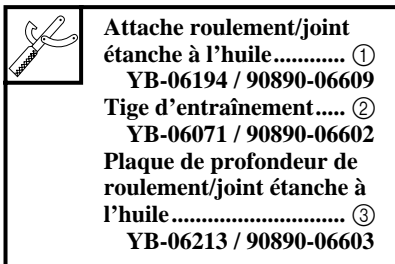 Attache roulement/joint
étanche à l'huile............ ①
YB-06194 / 90890-06609
Tige d'entraînement..... ②
YB-06071 / 90890-06602
Plaque de profondeur de
roulement/joint étanche à
l'huile.............................. ③
YB-06213 / 90890-06603